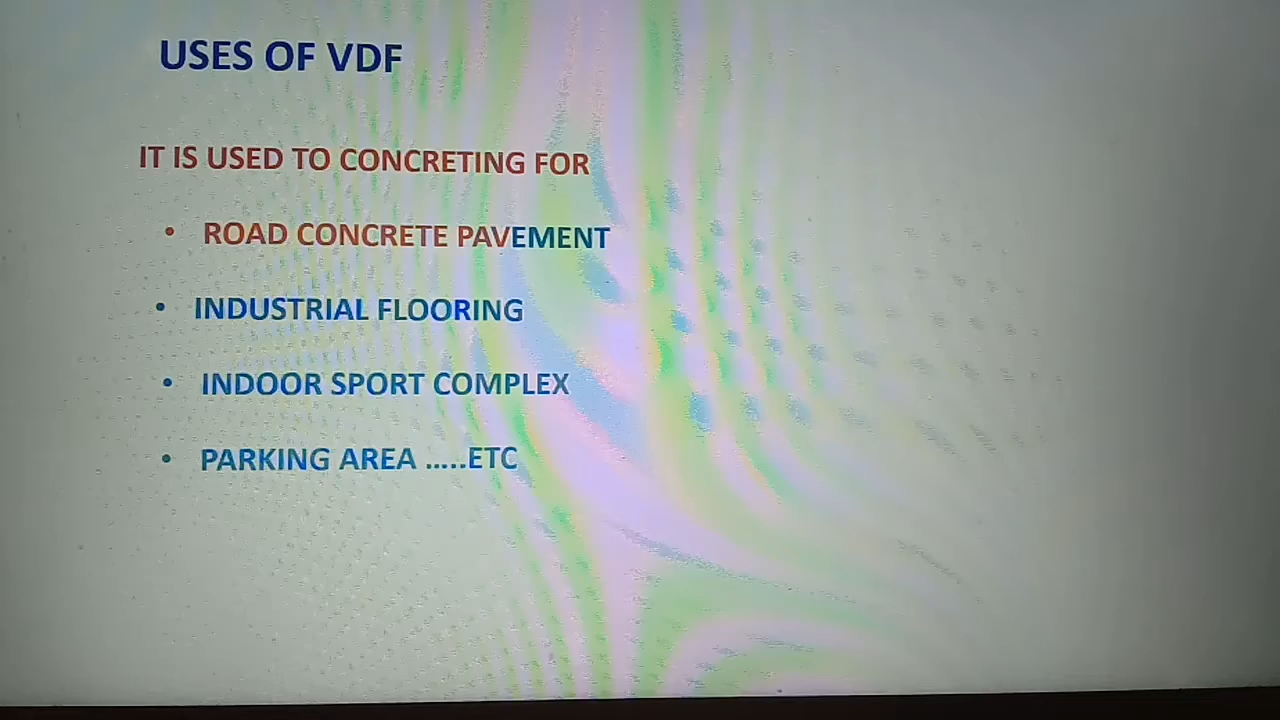 USES OF VDF
IT IS USED TO CONCRETING FOR
• ROAD CONCRETE PAVEMENT
• INDUSTRIAL FLOORING
• INDOOR SPORT COMPLEX
• PARKING AREA .....ETC